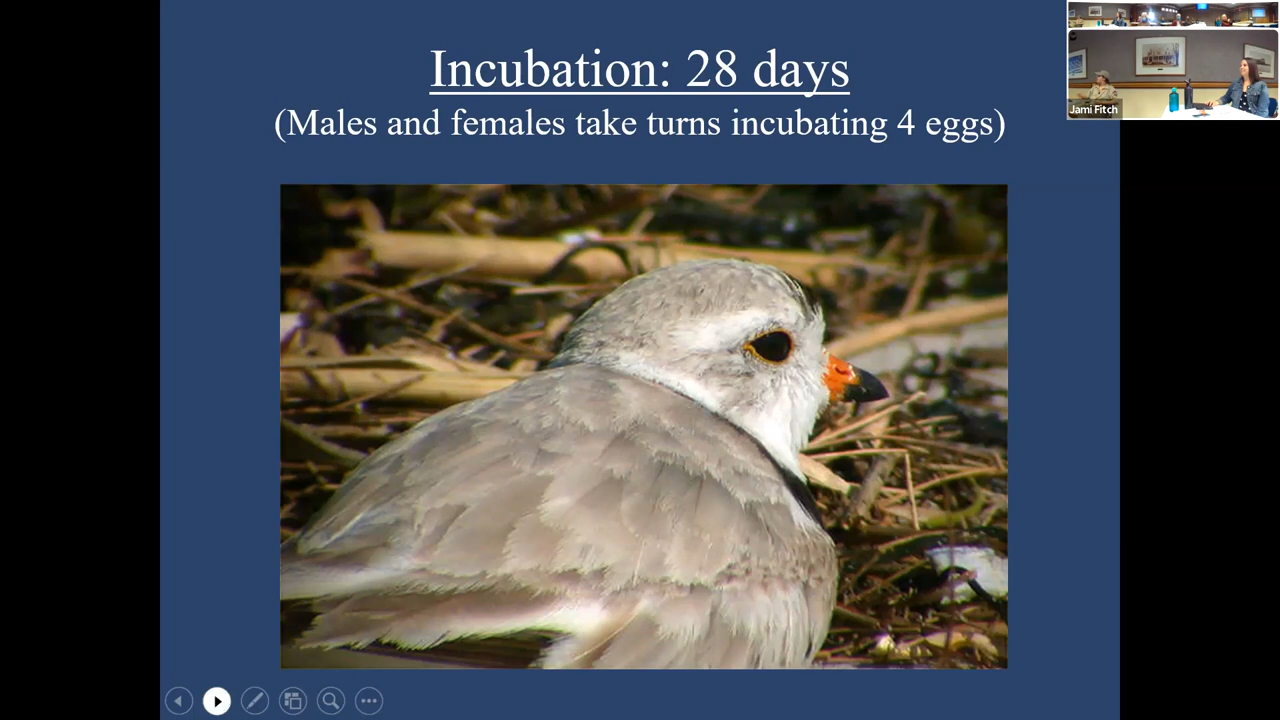 Incubation: 28 days
(Males and females take turns incubating 4 eggs)
Jami Fitch